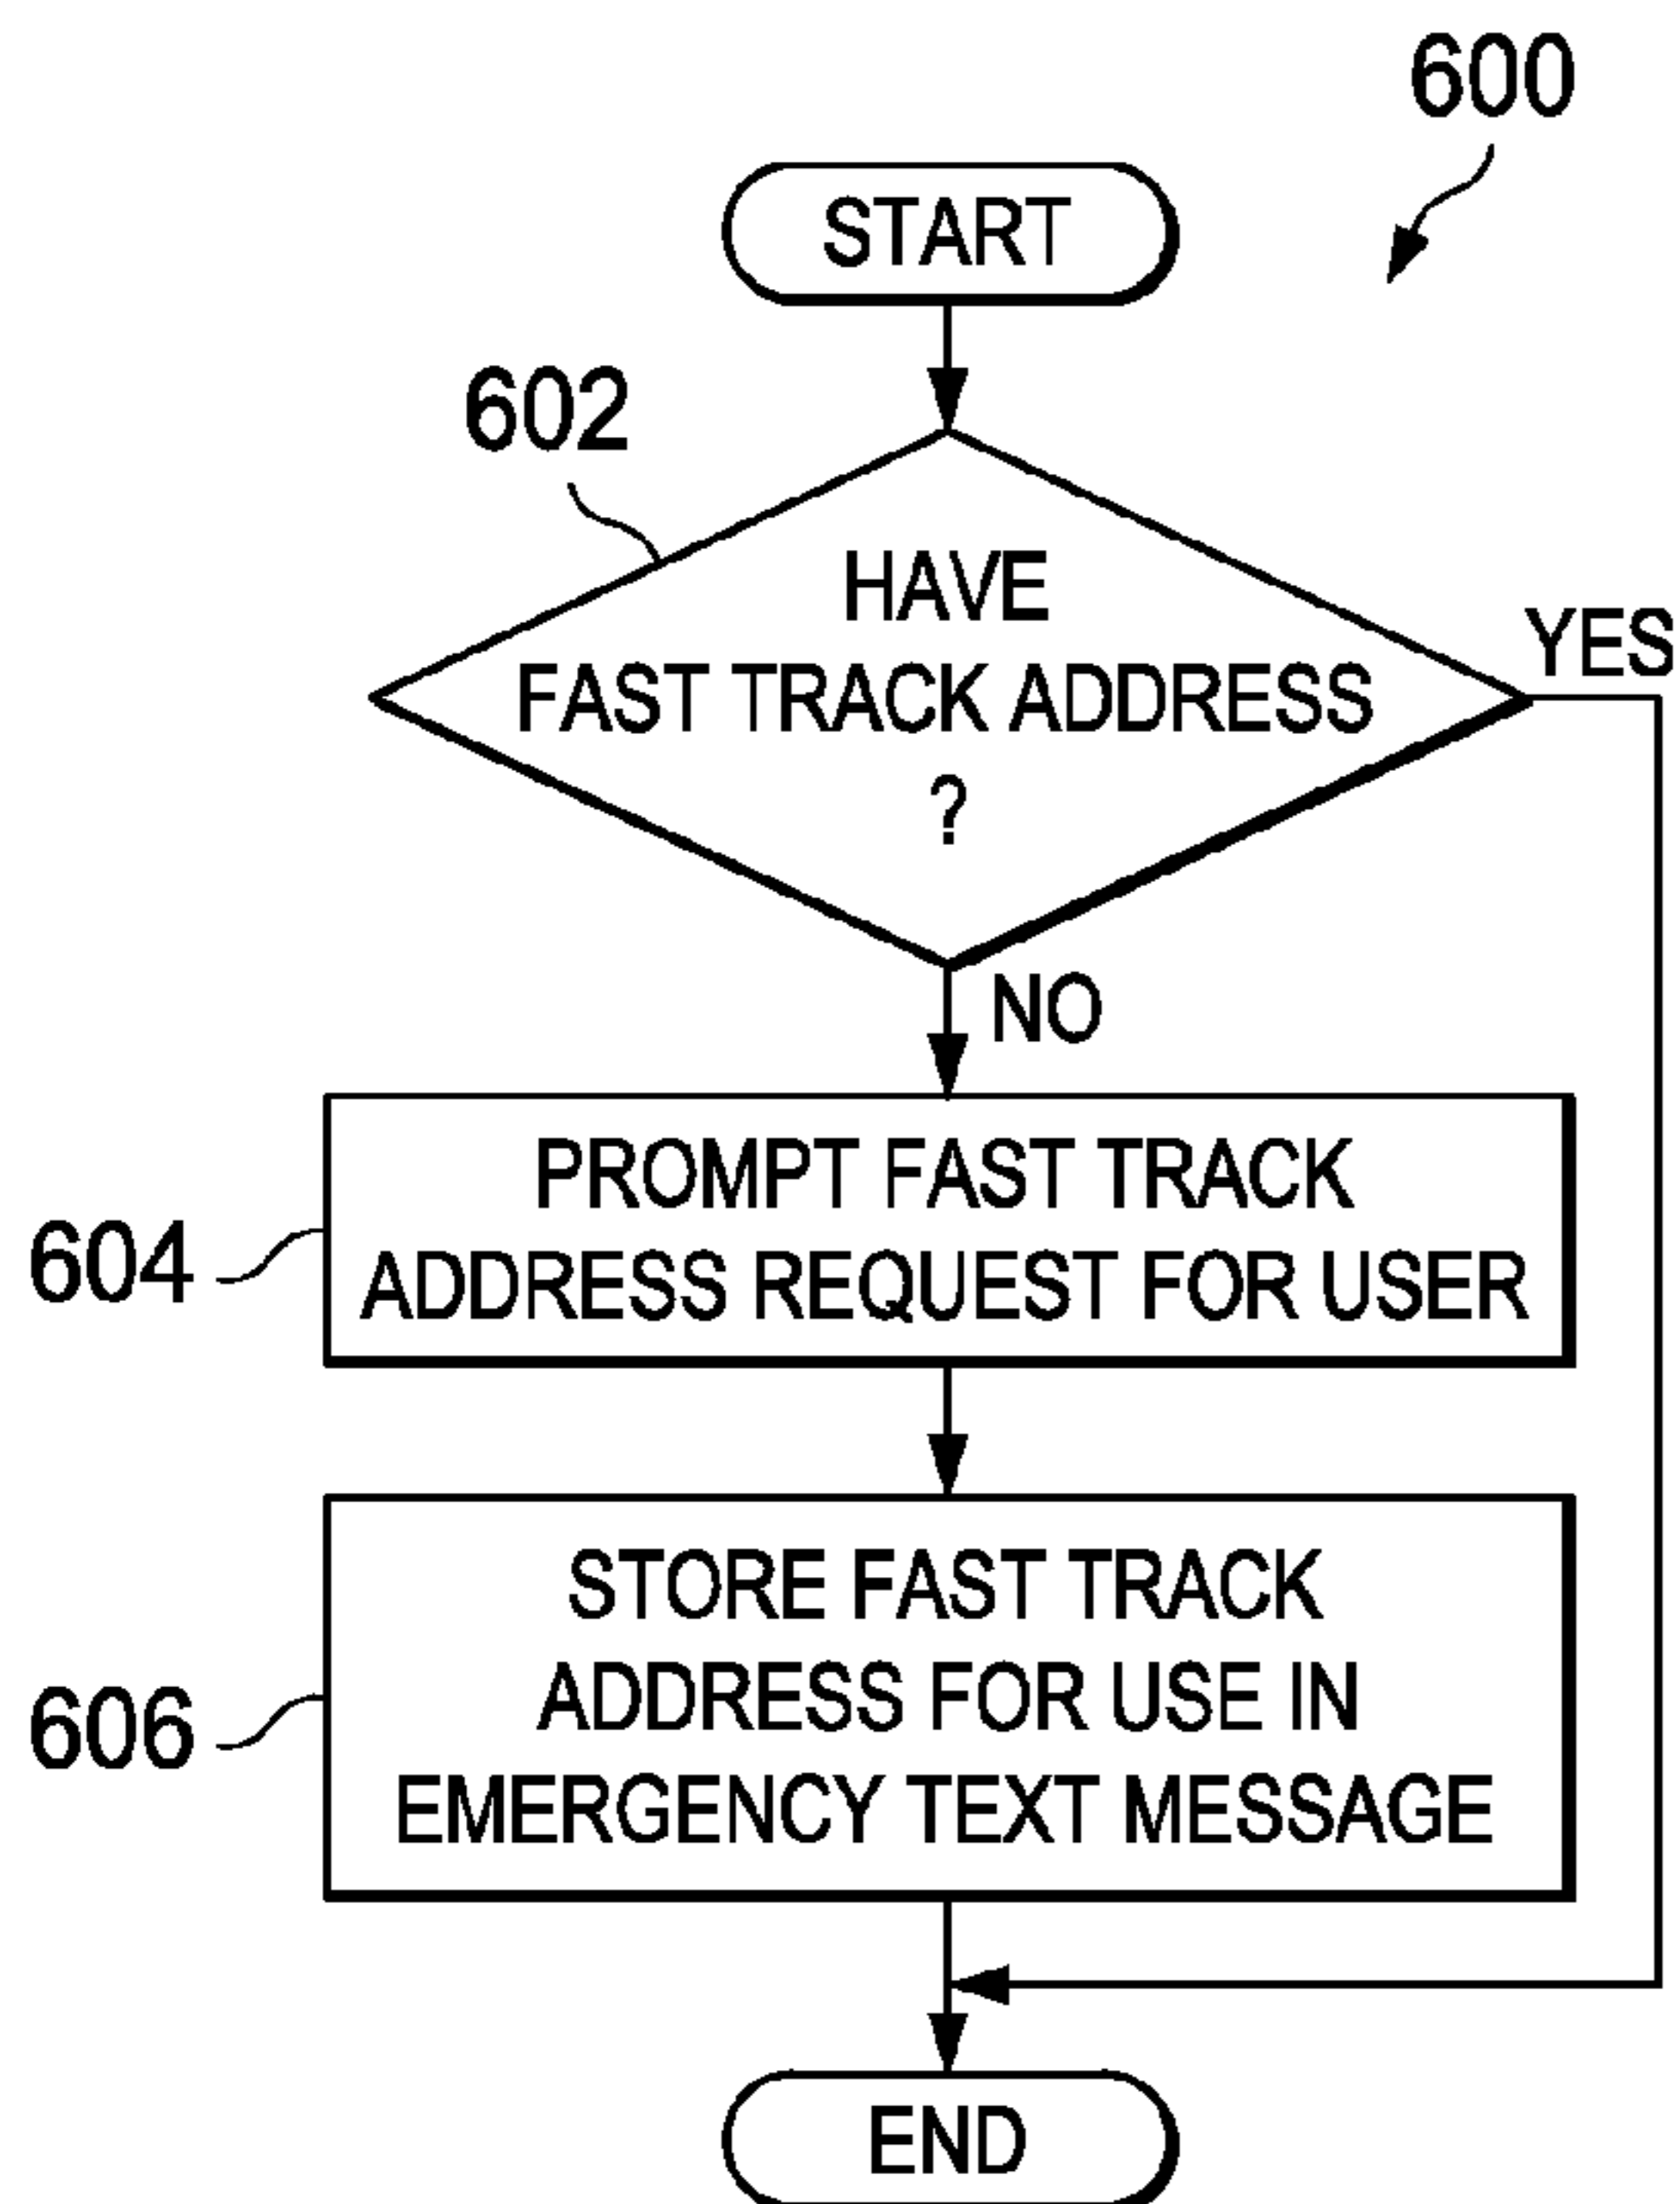 600
START
602
HAVE
FAST TRACK ADDRESS
?
YES
NO
PROMPT FAST TRACK
ADDRESS REQUEST FOR USER
604
STORE FAST TRACK
ADDRESS FOR USE IN
EMERGENCY TEXT MESSAGE
606
END